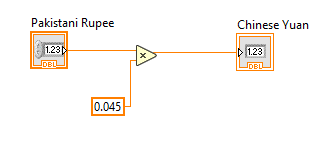 Pakistani Rupee
Chinese Yuan
1.23
DBL
×
1.23
DBL
0.045